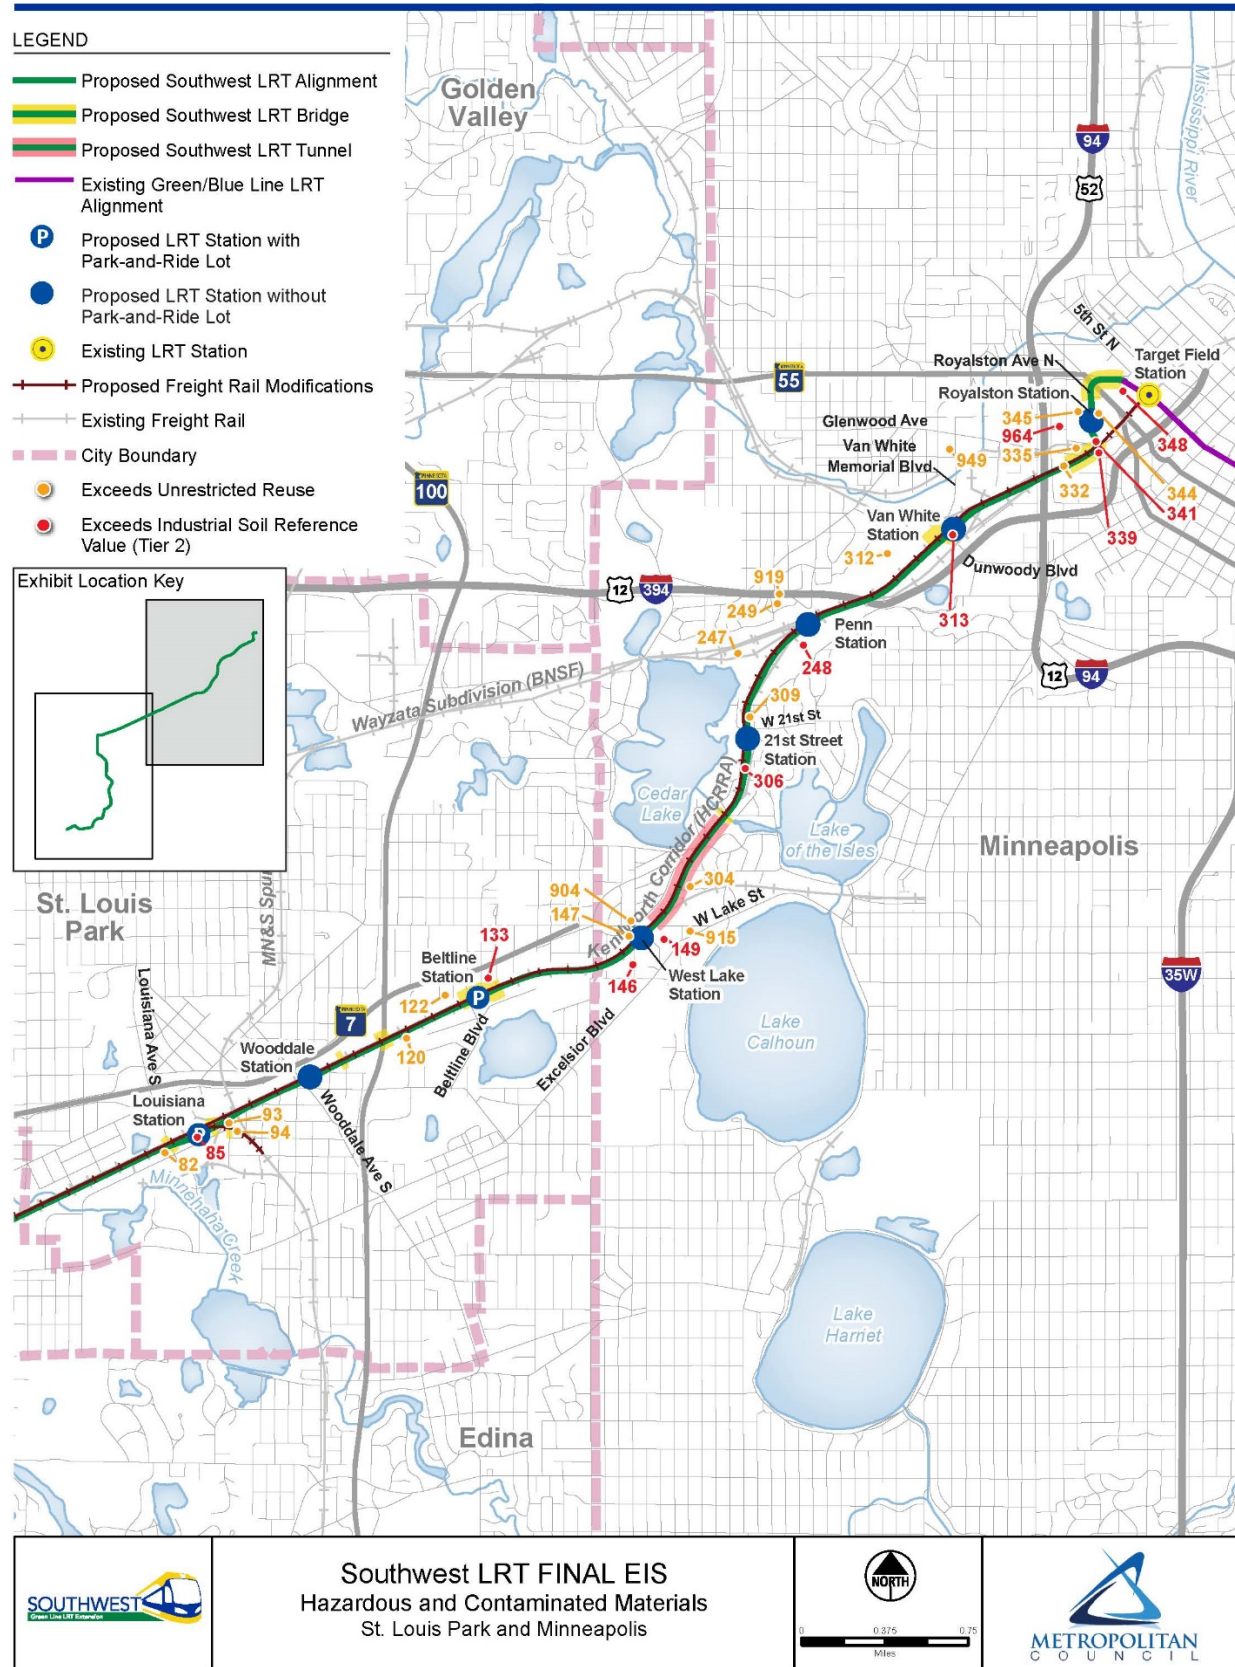 LEGEND
Proposed Southwest LRT Alignment
Proposed Southwest LRT Bridge
Proposed Southwest LRT Tunnel
Existing Green/Blue Line LRT
Alignment
P
Proposed LRT Station with
Park-and-Ride Lot
Proposed LRT Station without
Park-and-Ride Lot
Existing LRT Station
Proposed Freight Rail Modifications
Existing Freight Rail
City Boundary
Exceeds Unrestricted Reuse
Exceeds Industrial Soil Reference
Value (Tier 2)
Exhibit Location Key
Golden
Valley
Mississippi River
94
52
5th St N
Royalston Ave N
Target Field
Station
55
Royalston Station
Glenwood Ave
345
964
348
Van White
Memorial Blvd
335
949
332
344
341
339
MINNESOTA
100
Van White
Station
312
Dunwoody Blvd
12
394
919
249
313
Penn
Station
247
248
12
94
Wayzata Subdivision (BNSF)
309
W 21st St
21st Street
Station
306
Cedar
Lake
Kenilworth Corridor (HCRRA)
Lake
of the Isles
Minneapolis
St. Louis
Park
MN&S Spur
304
904
147
W Lake St
915
149
133
Beltline
Station
146
West Lake
Station
35W
P
122
Louisiana Ave S
MINNESOTA
7
Lake
Calhoun
120
Beltline Blvd
Excelsior Blvd
Wooddale
Station
Louisiana
Station
93
94
Wooddale Ave S
82
85
Minnehaha Creek
Lake
Harriet
Edina
SOUTHWEST
Green Line LRT Extension
Southwest LRT FINAL EIS
Hazardous and Contaminated Materials
St. Louis Park and Minneapolis
NORTH
0
0.375
0.75
Miles
METROPOLITAN
COUNCIL